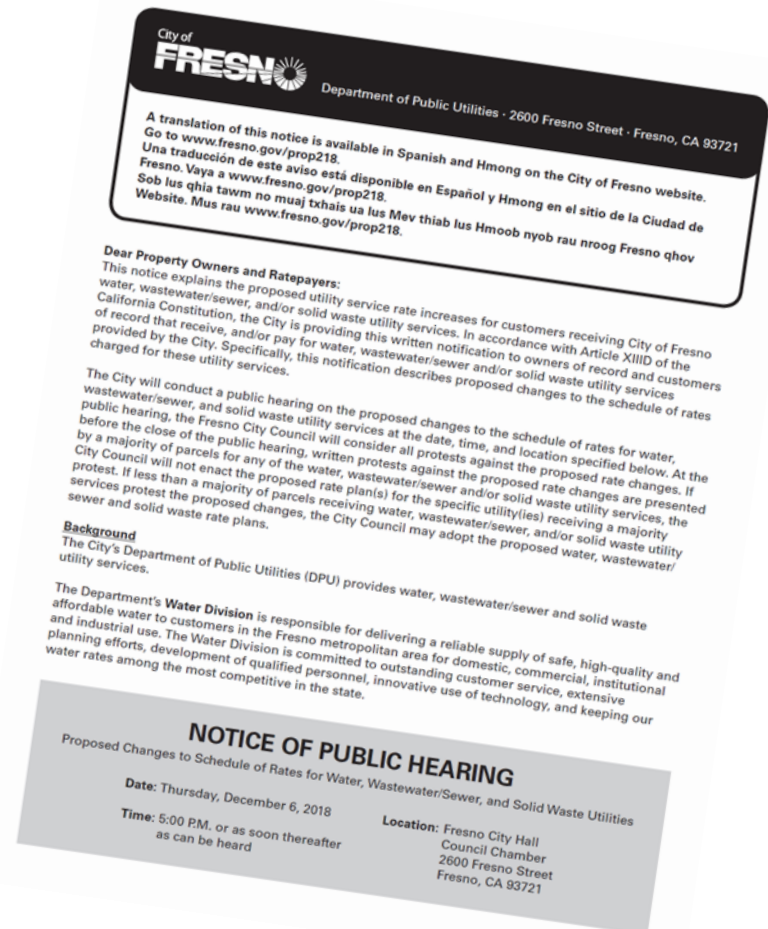 City of
FRESNO
Department of Public Utilities · 2600 Fresno Street · Fresno, CA 93721
A translation of this notice is available in Spanish and Hmong on the City of Fresno website.
Go to www.fresno.gov/prop218.
Una traducción de este aviso está disponible en Español y Hmong en el sitio de la Ciudad de
Fresno. Vaya a www.fresno.gov/prop218.
Sob lus qhia tawm no muaj txhais ua lus Mev thiab lus Hmoob nyob rau nroog Fresno qhov
Website. Mus rau www.fresno.gov/prop218.
Dear Property Owners and Ratepayers:
This notice explains the proposed utility service rate increases for customers receiving City of Fresno
water, wastewater/sewer, and/or solid waste utility services. In accordance with Article XIIID of the
California Constitution, the City is providing this written notification to owners of record and customers
of record that receive, and/or pay for water, wastewater/sewer and/or solid waste utility services
provided by the City. Specifically, this notification describes proposed changes to the schedule of rates
charged for these utility services.
The City will conduct a public hearing on the proposed changes to the schedule of rates for water,
wastewater/sewer, and solid waste utility services at the date, time, and location specified below. At the
public hearing, the Fresno City Council will consider all protests against the proposed rate changes. If
before the close of the public hearing, written protests against the proposed rate changes are presented
by a majority of parcels for any of the water, wastewater/sewer and/or solid waste utility services, the
City Council will not enact the proposed rate plan(s) for the specific utility(ies) receiving a majority
protest. If less than a majority of parcels receiving water, wastewater/sewer, and/or solid waste utility
services protest the proposed changes, the City Council may adopt the proposed water, wastewater/
sewer and solid waste rate plans.
Background
The City's Department of Public Utilities (DPU) provides water, wastewater/sewer and solid waste
utility services.
The Department's Water Division is responsible for delivering a reliable supply of safe, high-quality and
affordable water to customers in the Fresno metropolitan area for domestic, commercial, institutional
and industrial use. The Water Division is committed to outstanding customer service, extensive
planning efforts, development of qualified personnel, innovative use of technology, and keeping our
water rates among the most competitive in the state.
NOTICE OF PUBLIC HEARING
Proposed Changes to Schedule of Rates for Water, Wastewater/Sewer, and Solid Waste Utilities
Date: Thursday, December 6, 2018
Time: 5:00 P.M. or as soon thereafter
as can be heard
Location: Fresno City Hall
Council Chamber
2600 Fresno Street
Fresno, CA 93721